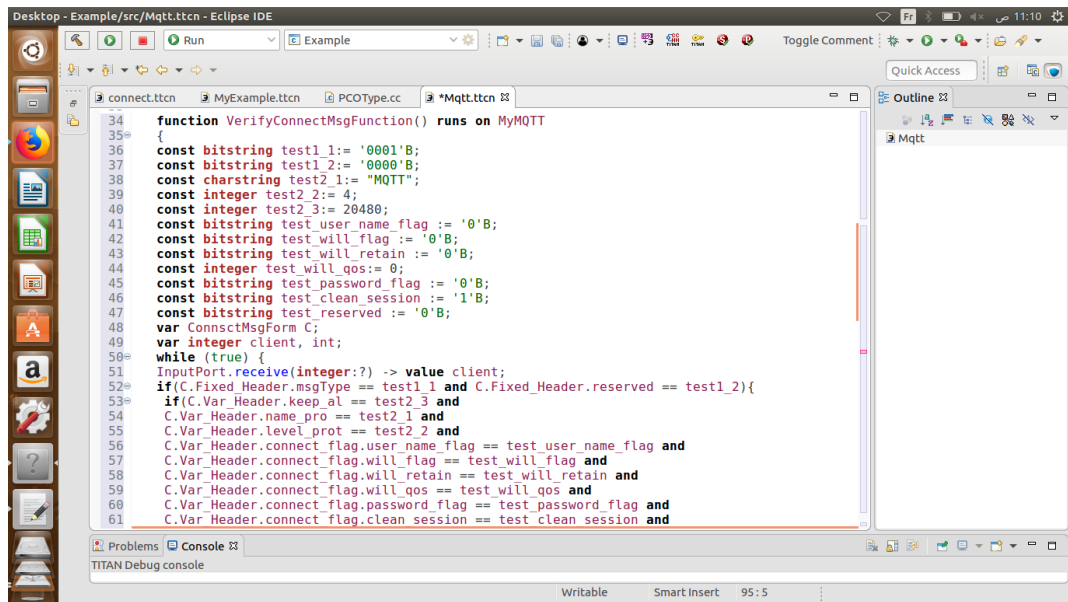 Desktop - Example/src/Mqtt.ttcn - Eclipse IDE
Fr
11:10 ص
Run
Example
Toggle Comment
Quick Access
connect.ttcn
MyExample.ttcn
PCOType.cc
*Mqtt.ttcn
Outline
Mqtt
34 function VerifyConnectMsgFunction() runs on MyMQTT
35 {
36 const bitstring test1_1:= '0001'B;
37 const bitstring test1_2:= '0000'B;
38 const charstring test2_1:= "MQTT";
39 const integer test2_2:= 4;
40 const integer test2_3:= 20480;
41 const bitstring test_user_name_flag := '0'B;
42 const bitstring test_will_flag := '0'B;
43 const bitstring test_will_retain := '0'B;
44 const integer test_will_qos:= 0;
45 const bitstring test_password_flag := '0'B;
46 const bitstring test_clean_session := '1'B;
47 const bitstring test_reserved := '0'B;
48 var ConnsctMsgForm C;
49 var integer client, int;
50 while (true) {
51 InputPort.receive(integer:?) -> value client;
52 if(C.Fixed_Header.msgType == test1_1 and C.Fixed_Header.reserved == test1_2){
53 if(C.Var_Header.keep_al == test2_3 and
54 C.Var_Header.name_pro == test2_1 and
55 C.Var_Header.level_prot == test2_2 and
56 C.Var_Header.connect_flag.user_name_flag == test_user_name_flag and
57 C.Var_Header.connect_flag.will_flag == test_will_flag and
58 C.Var_Header.connect_flag.will_retain == test_will_retain and
59 C.Var_Header.connect_flag.will_qos == test_will_qos and
60 C.Var_Header.connect_flag.password_flag == test_password_flag and
61 C.Var_Header.connect_flag.clean_session == test_clean_session and
Problems
Console
TITAN Debug console
Writable
Smart Insert
95 : 5